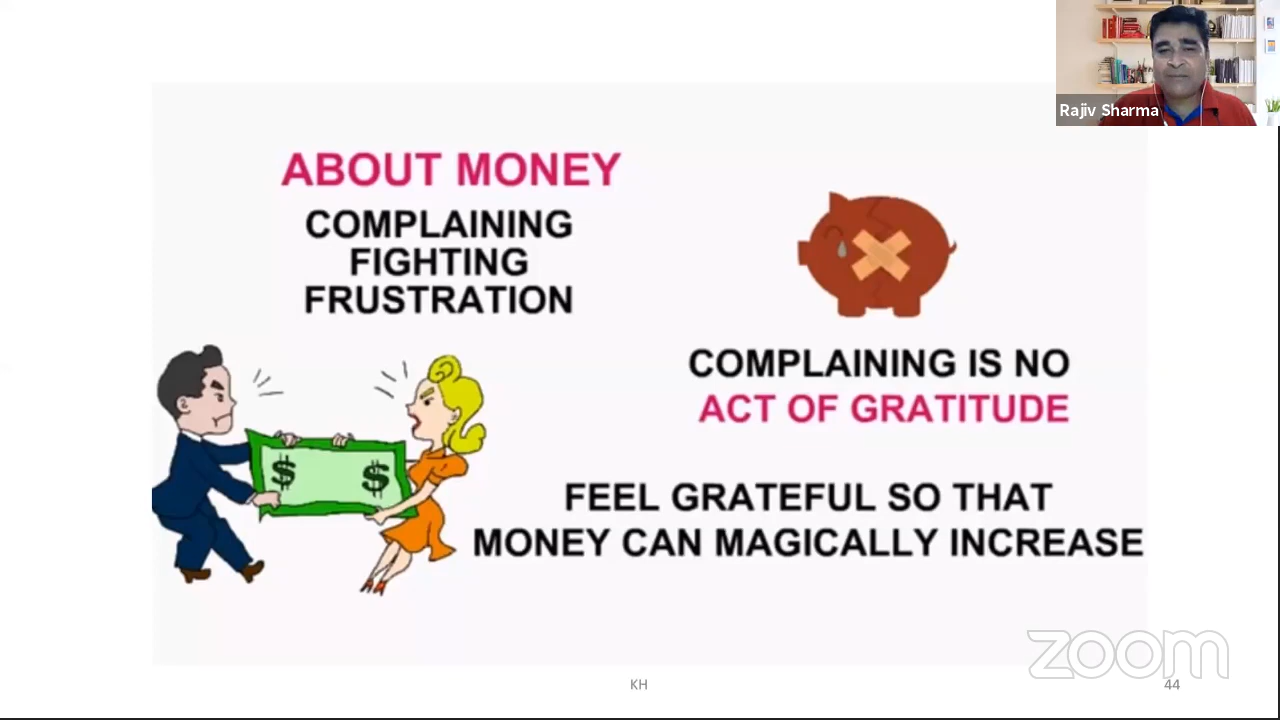 Rajiv Sharma
ABOUT MONEY
COMPLAINING
FIGHTING
FRUSTRATION
$ $
COMPLAINING IS NO
ACT OF GRATITUDE
FEEL GRATEFUL SO THAT
MONEY CAN MAGICALLY INCREASE
zoom
KH
44